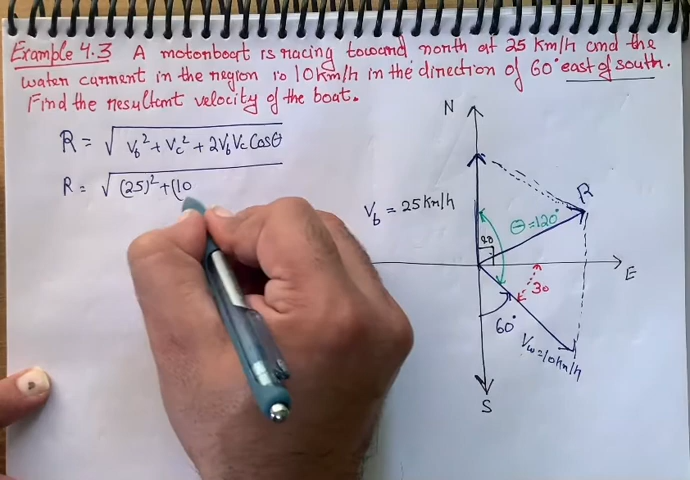 Example 4.3 A motorboat is racing toward north at 25 km/h and the
water current in the region is 10 km/h in the direction of 60° east of south.
Find the resultant velocity of the boat.
R = √Vb² + Vc² + 2VbVc Cosθ
R = √(25)² + (10
N
R
Vb = 25 Km/h
θ = 120°
90
E
30
60°
Vw = 10 Km/h
S